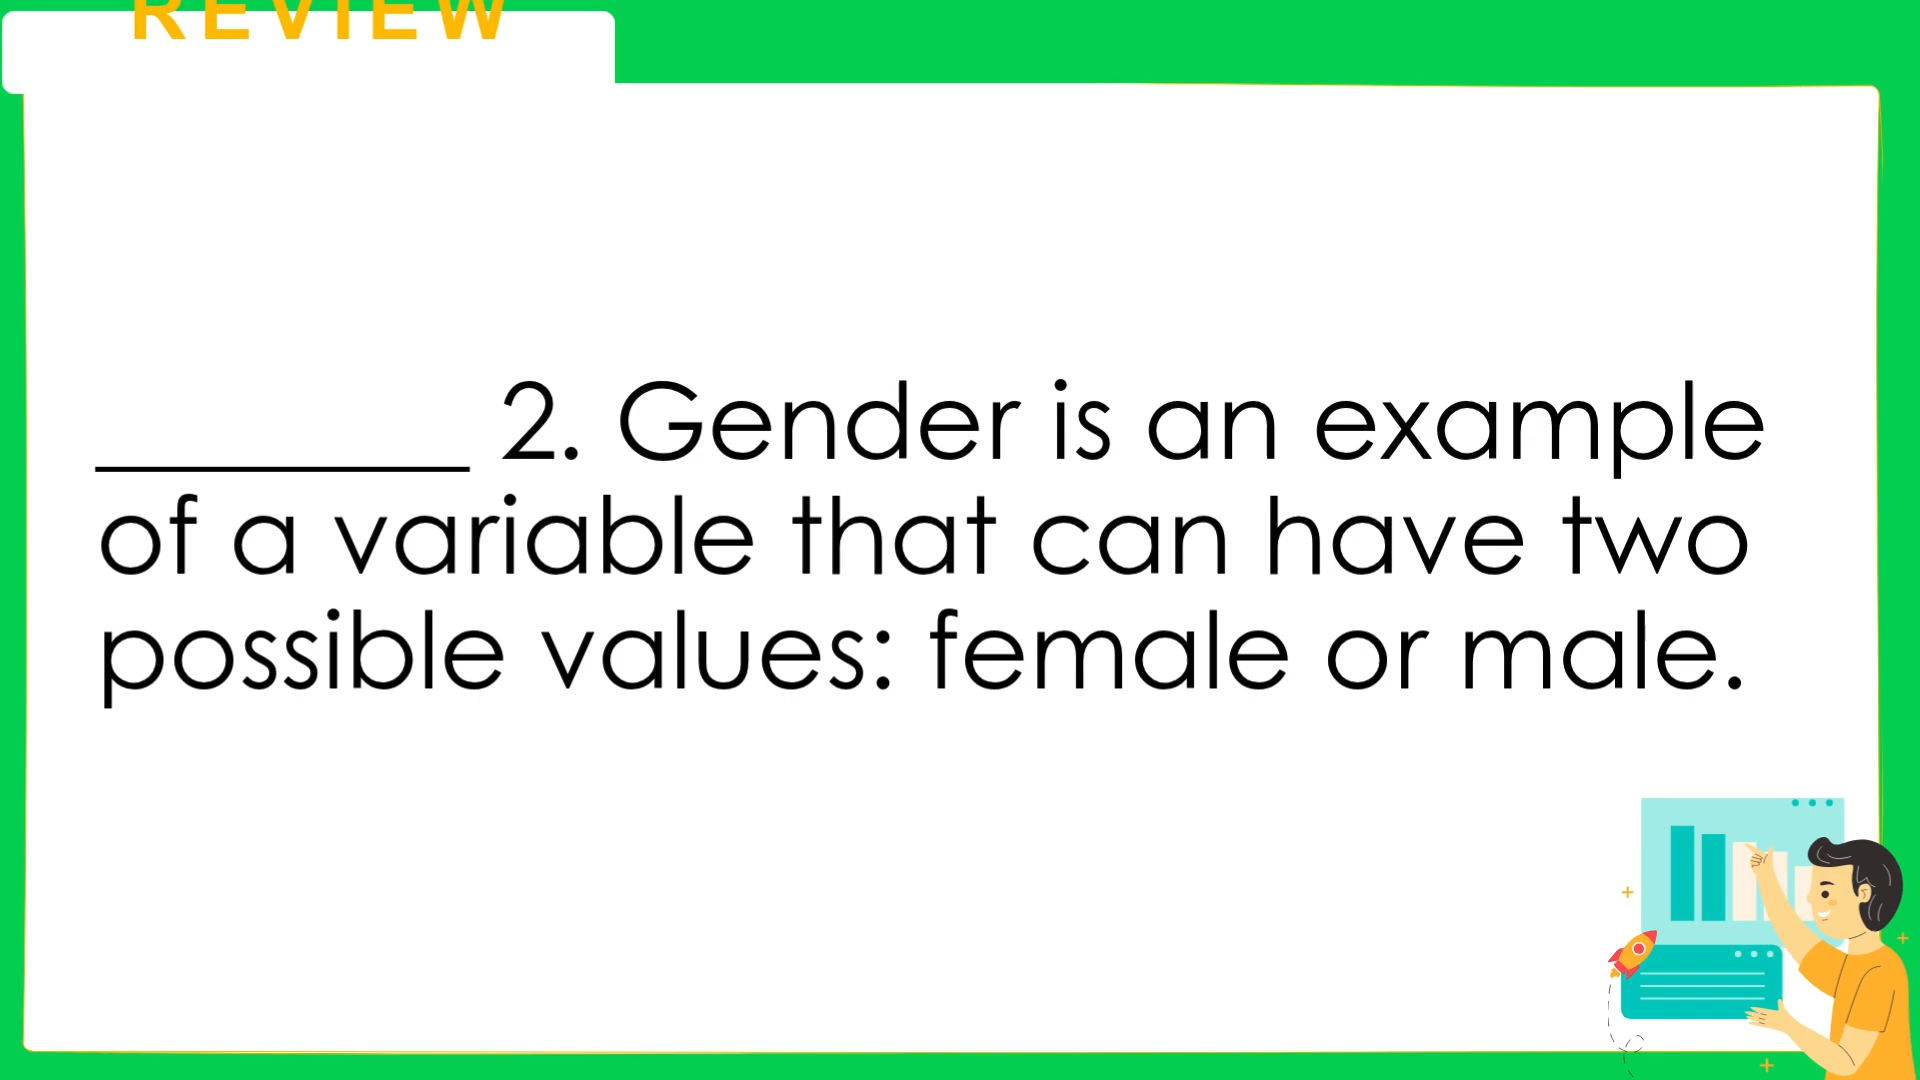 REVIEW
________ 2. Gender is an example
of a variable that can have two
possible values: female or male.